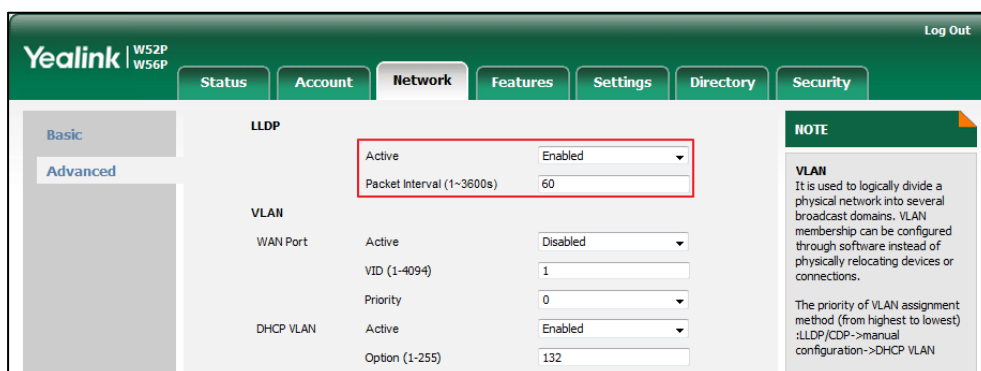 Log Out
Yealink | W52P
W56P
Status Account Network Features Settings Directory Security
Basic
Advanced
LLDP
Active Enabled
Packet Interval (1~3600s) 60
VLAN
WAN Port Active Disabled
VID (1-4094) 1
Priority 0
DHCP VLAN Active Enabled
Option (1-255) 132
NOTE
VLAN
It is used to logically divide a
physical network into several
broadcast domains. VLAN
membership can be configured
through software instead of
physically relocating devices or
connections.
The priority of VLAN assignment
method (from highest to lowest)
:LLDP/CDP->manual
configuration->DHCP VLAN